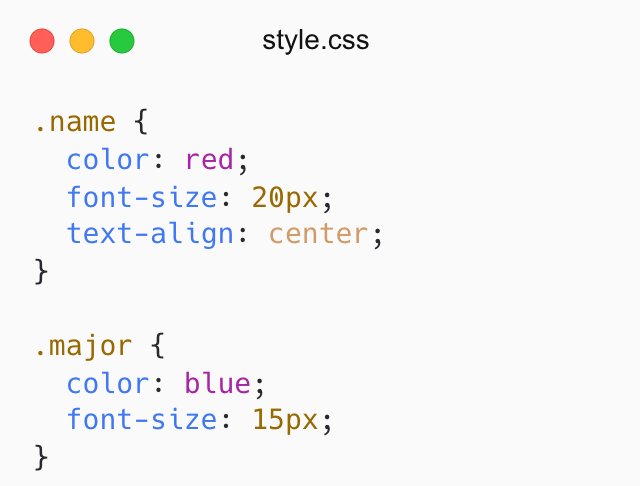 style.css
.name {
  color: red;
  font-size: 20px;
  text-align: center;
}
.major {
  color: blue;
  font-size: 15px;
}